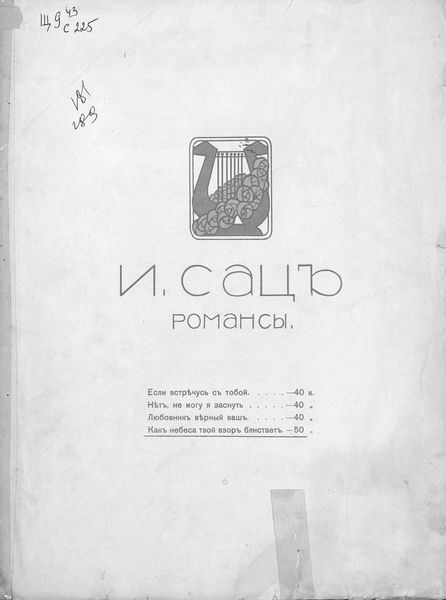 Щ9 43
С 225
181
И. САЦЪ
РОМАНСЫ.
Если встрѣчусь съ тобой. . . . . —40 к.
Нѣтъ, не могу я заснуть . . . . . —40 „
Любовникъ вѣрный вашъ. . . . . —40 „
Какъ небеса твой взоръ блистаетъ. —50 „